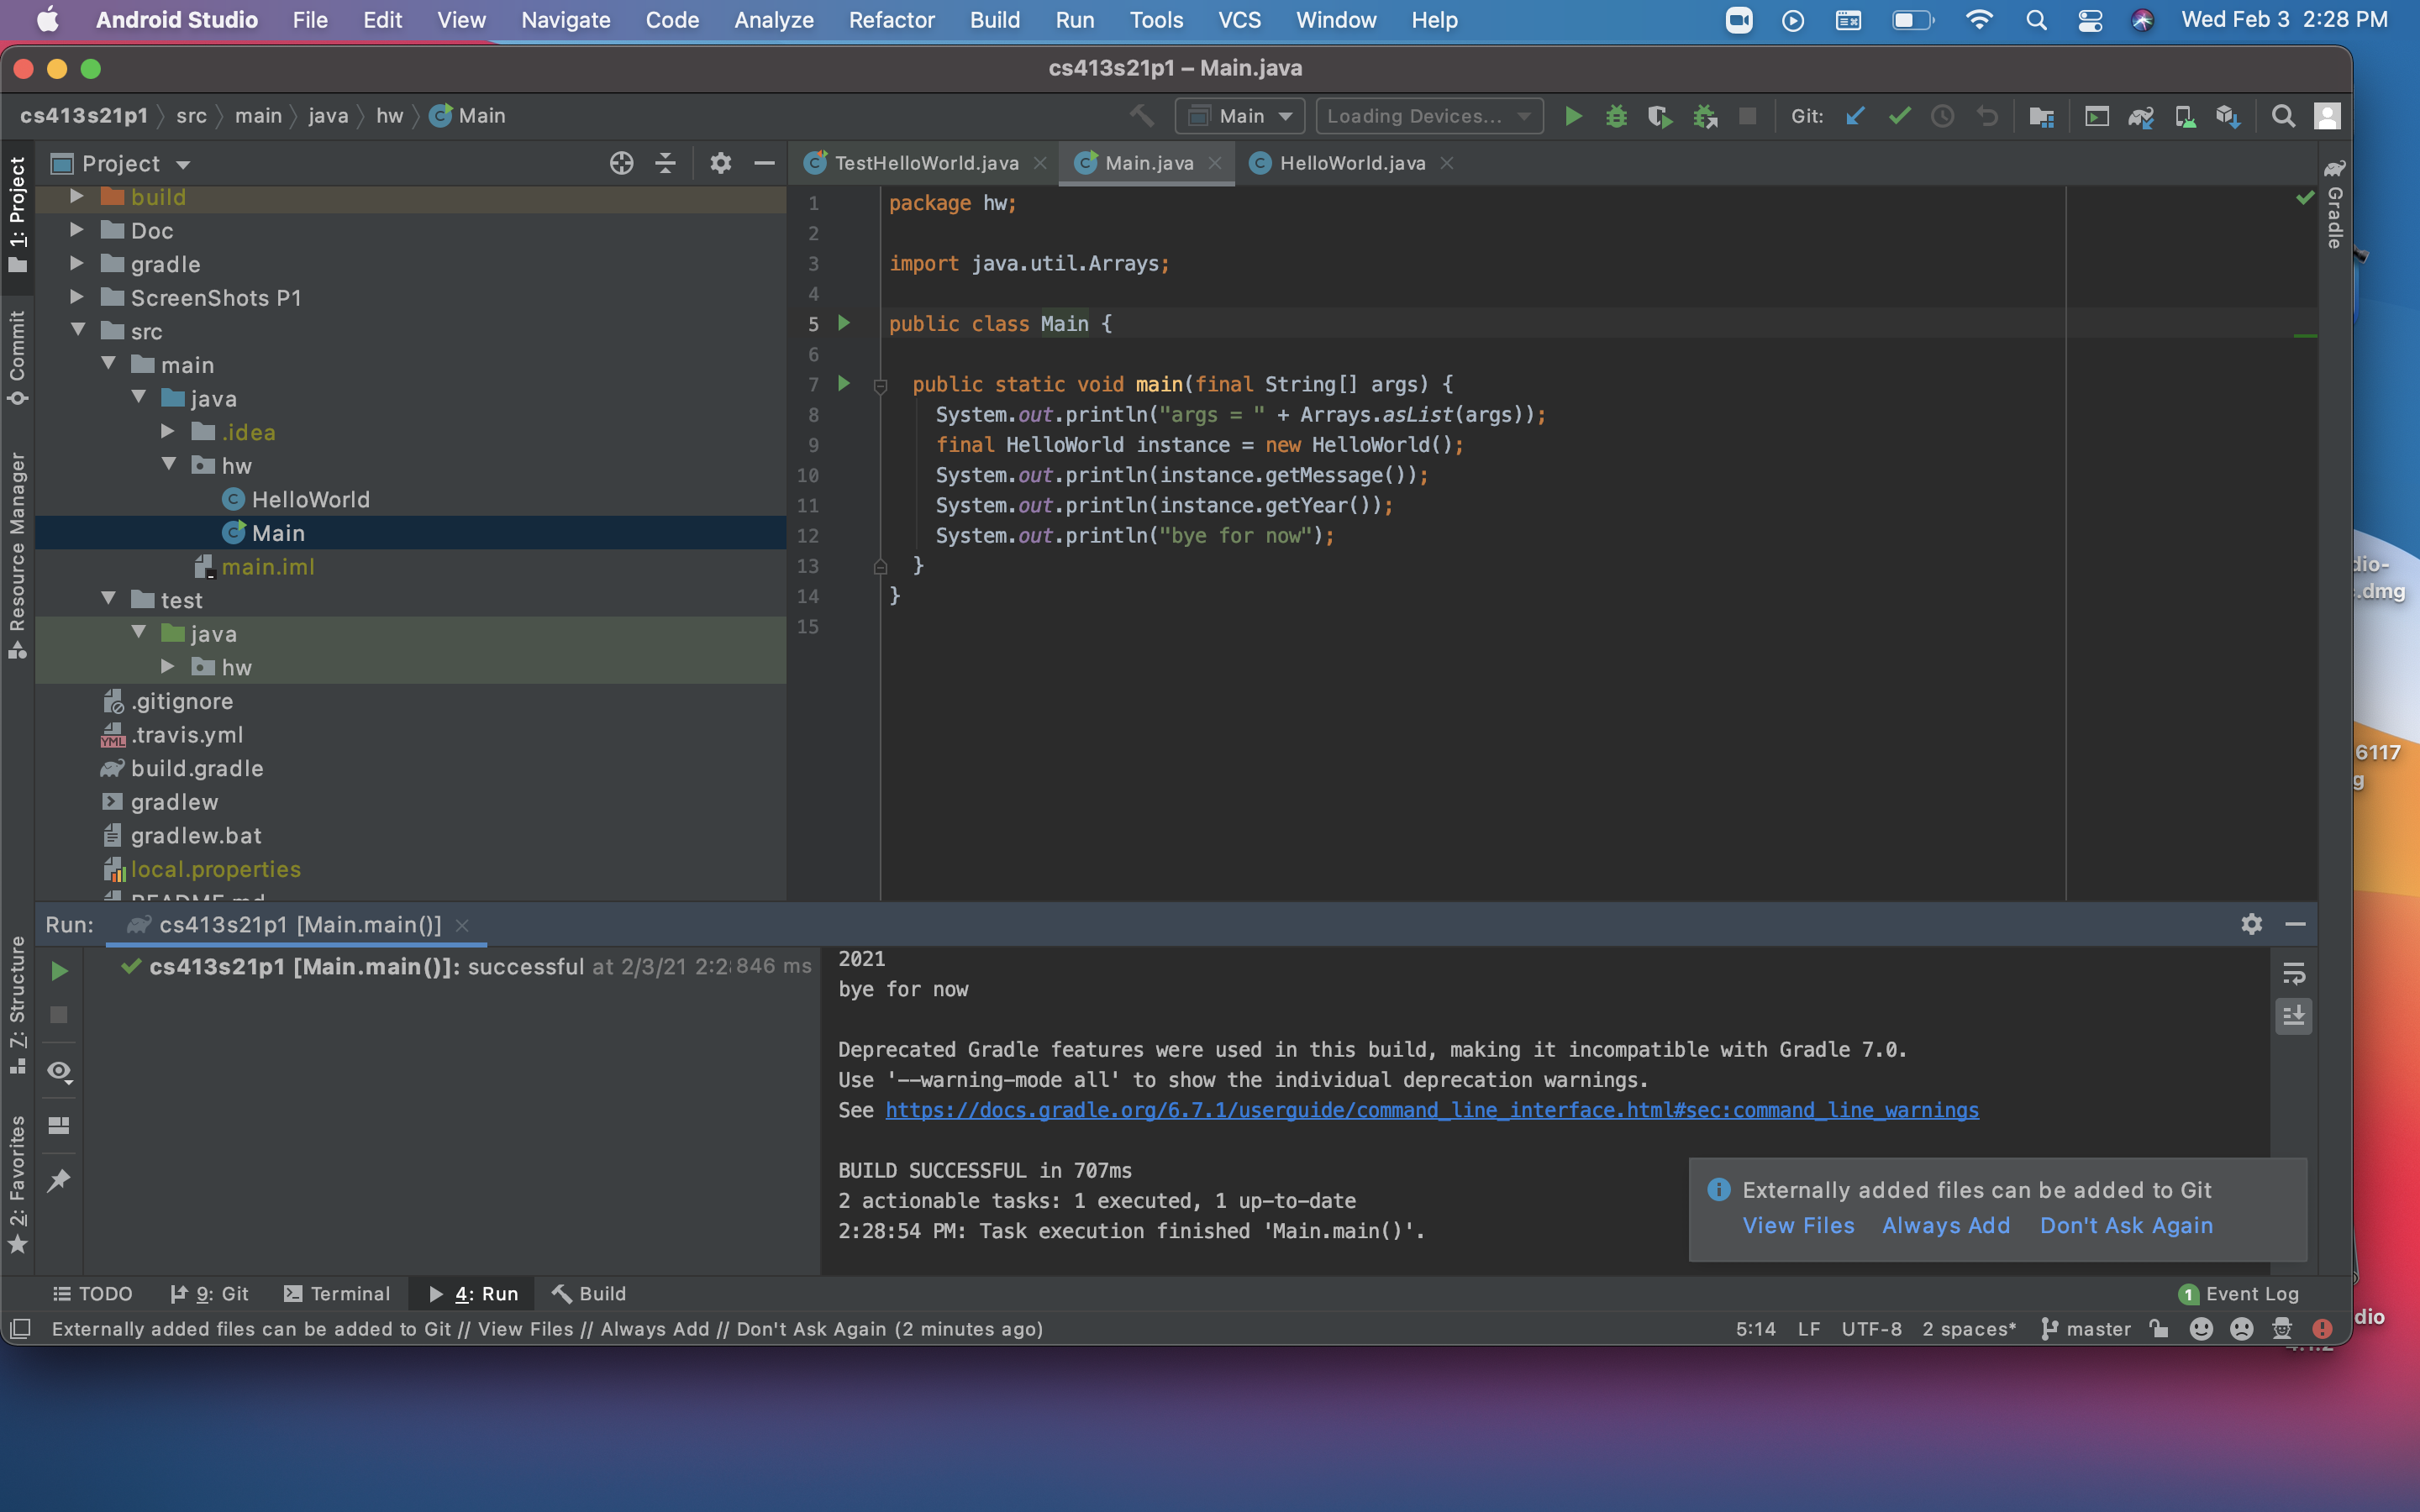 Android Studio File Edit View Navigate Code Analyze Refactor Build Run Tools VCS Window Help Wed Feb 3 2:28 PM
cs413s21p1 – Main.java
cs413s21p1 src main java hw Main Main Loading Devices... Git:
Project
TestHelloWorld.java Main.java HelloWorld.java
1: Project
Commit
Resource Manager
7: Structure
2: Favorites
Gradle
build
Doc
gradle
ScreenShots P1
src
main
java
.idea
hw
HelloWorld
Main
main.iml
test
java
hw
.gitignore
.travis.yml
build.gradle
gradlew
gradlew.bat
local.properties
README.md
1 package hw;
2
3 import java.util.Arrays;
4
5 public class Main {
6
7 public static void main(final String[] args) {
8 System.out.println("args = " + Arrays.asList(args));
9 final HelloWorld instance = new HelloWorld();
10 System.out.println(instance.getMessage());
11 System.out.println(instance.getYear());
12 System.out.println("bye for now");
13 }
14 }
15
Run: cs413s21p1 [Main.main()]
cs413s21p1 [Main.main()]: successful at 2/3/21 2:2 846 ms
2021
bye for now
Deprecated Gradle features were used in this build, making it incompatible with Gradle 7.0.
Use '--warning-mode all' to show the individual deprecation warnings.
See https://docs.gradle.org/6.7.1/userguide/command_line_interface.html#sec:command_line_warnings
BUILD SUCCESSFUL in 707ms
2 actionable tasks: 1 executed, 1 up-to-date
2:28:54 PM: Task execution finished 'Main.main()'.
Externally added files can be added to Git
View Files Always Add Don't Ask Again
TODO 9: Git Terminal 4: Run Build 1 Event Log
Externally added files can be added to Git // View Files // Always Add // Don't Ask Again (2 minutes ago) 5:14 LF UTF-8 2 spaces* master
dio-
.dmg
6117
g
dio